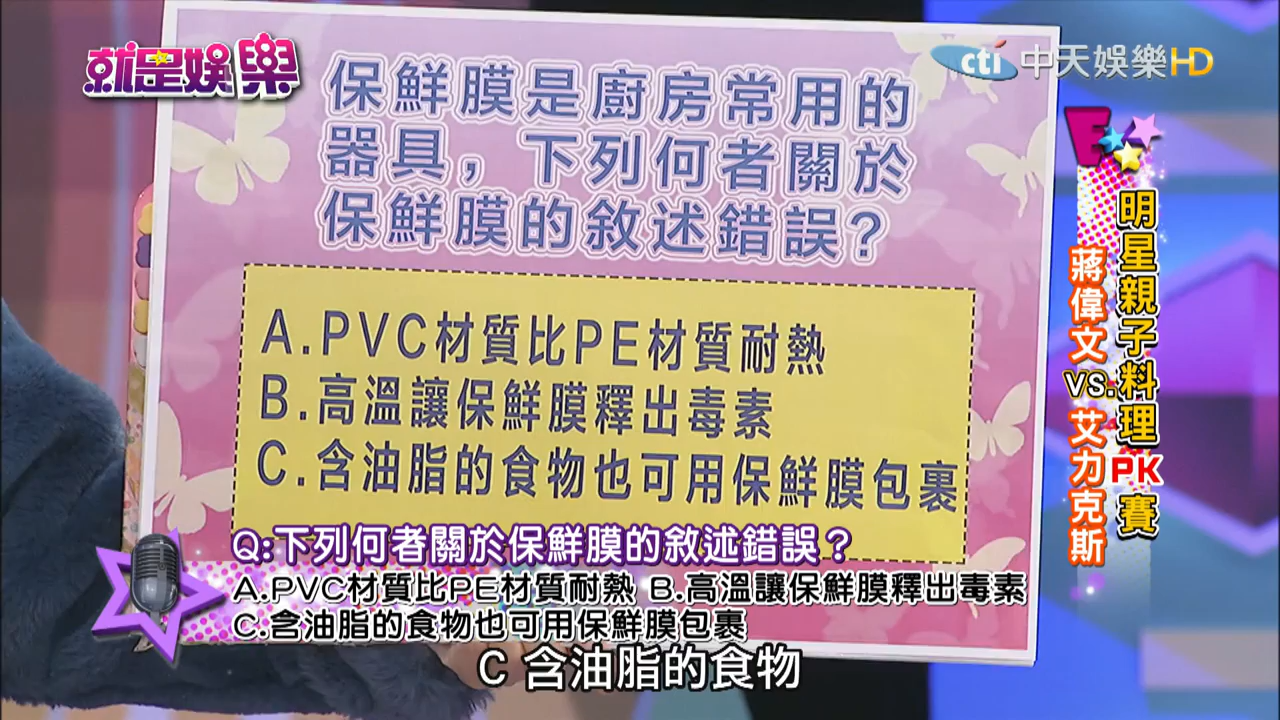 就是娛樂
cti 中天娛樂HD
保鮮膜是廚房常用的
器具，下列何者關於
保鮮膜的敘述錯誤？
A.PVC材質比PE材質耐熱
B.高溫讓保鮮膜釋出毒素
C.含油脂的食物也可用保鮮膜包裹
E
明星親子料理PK賽
蔣偉文VS.艾力克斯
Q:下列何者關於保鮮膜的敘述錯誤？
A.PVC材質比PE材質耐熱 B.高溫讓保鮮膜釋出毒素
C.含油脂的食物也可用保鮮膜包裹
C 含油脂的食物